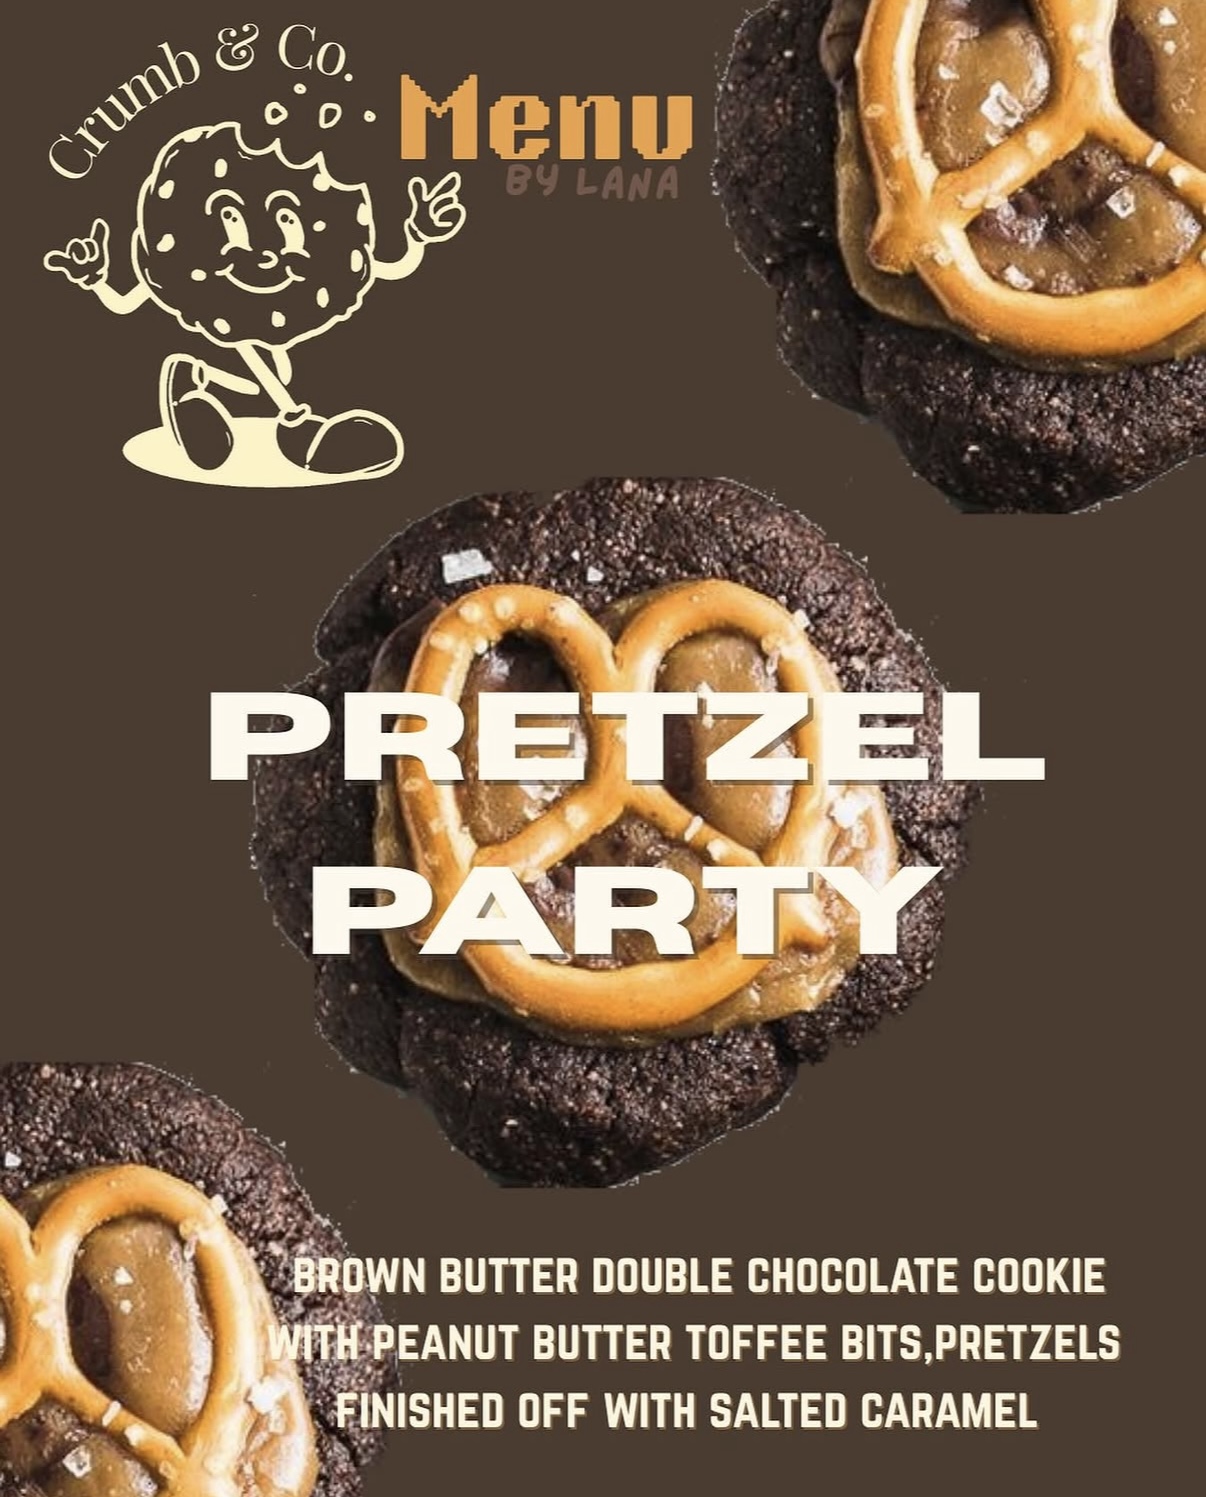 Crumb & Co.
Menu
BY LANA
PRETZEL
PARTY
BROWN BUTTER DOUBLE CHOCOLATE COOKIE
WITH PEANUT BUTTER TOFFEE BITS,PRETZELS
FINISHED OFF WITH SALTED CARAMEL